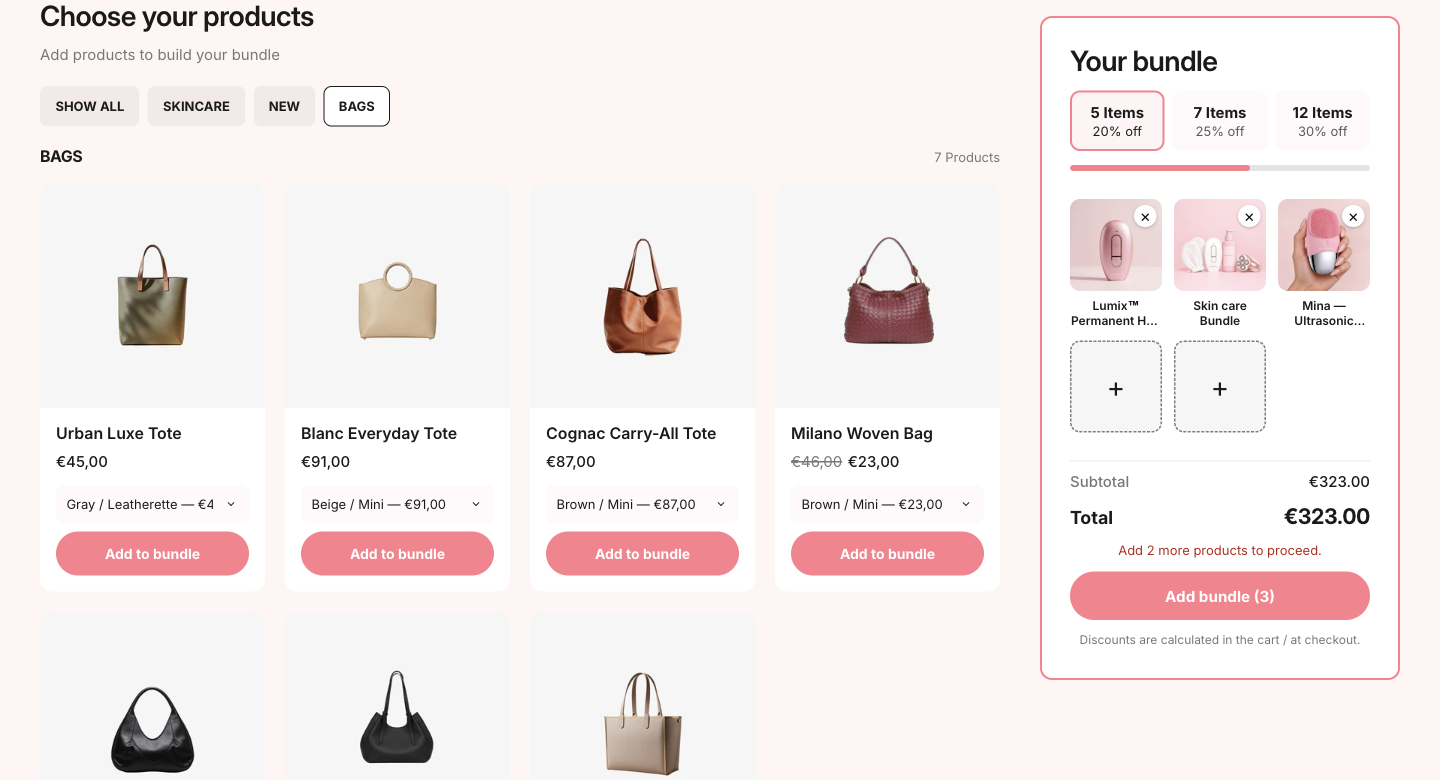 Choose your products
Add products to build your bundle
SHOW ALL
SKINCARE
NEW
BAGS
BAGS
7 Products
Urban Luxe Tote
€45,00
Gray / Leatherette — €4
Add to bundle
Blanc Everyday Tote
€91,00
Beige / Mini — €91,00
Add to bundle
Cognac Carry-All Tote
€87,00
Brown / Mini — €87,00
Add to bundle
Milano Woven Bag
€46,00 €23,00
Brown / Mini — €23,00
Add to bundle
Your bundle
5 Items
20% off
7 Items
25% off
12 Items
30% off
Lumix™
Permanent H...
Skin care
Bundle
Mina —
Ultrasonic...
Subtotal €323.00
Total €323.00
Add 2 more products to proceed.
Add bundle (3)
Discounts are calculated in the cart / at checkout.